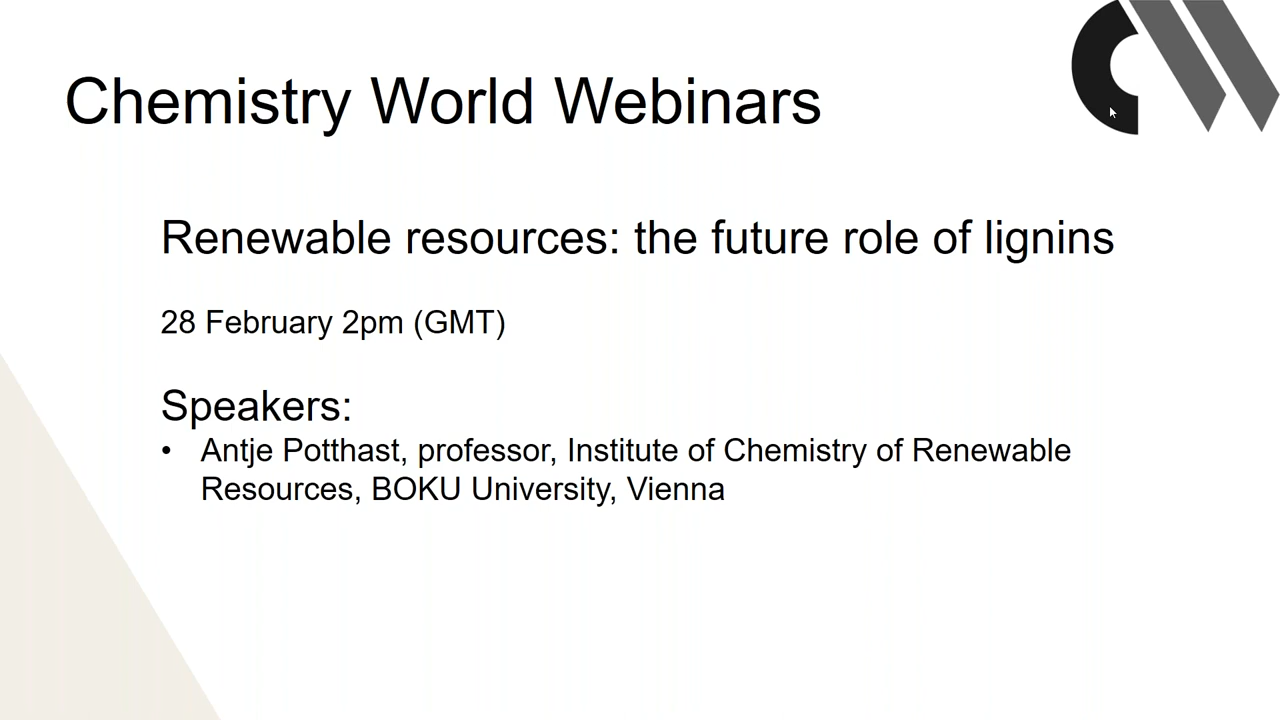 Chemistry World Webinars
Renewable resources: the future role of lignins
28 February 2pm (GMT)
Speakers:
• Antje Potthast, professor, Institute of Chemistry of Renewable
Resources, BOKU University, Vienna